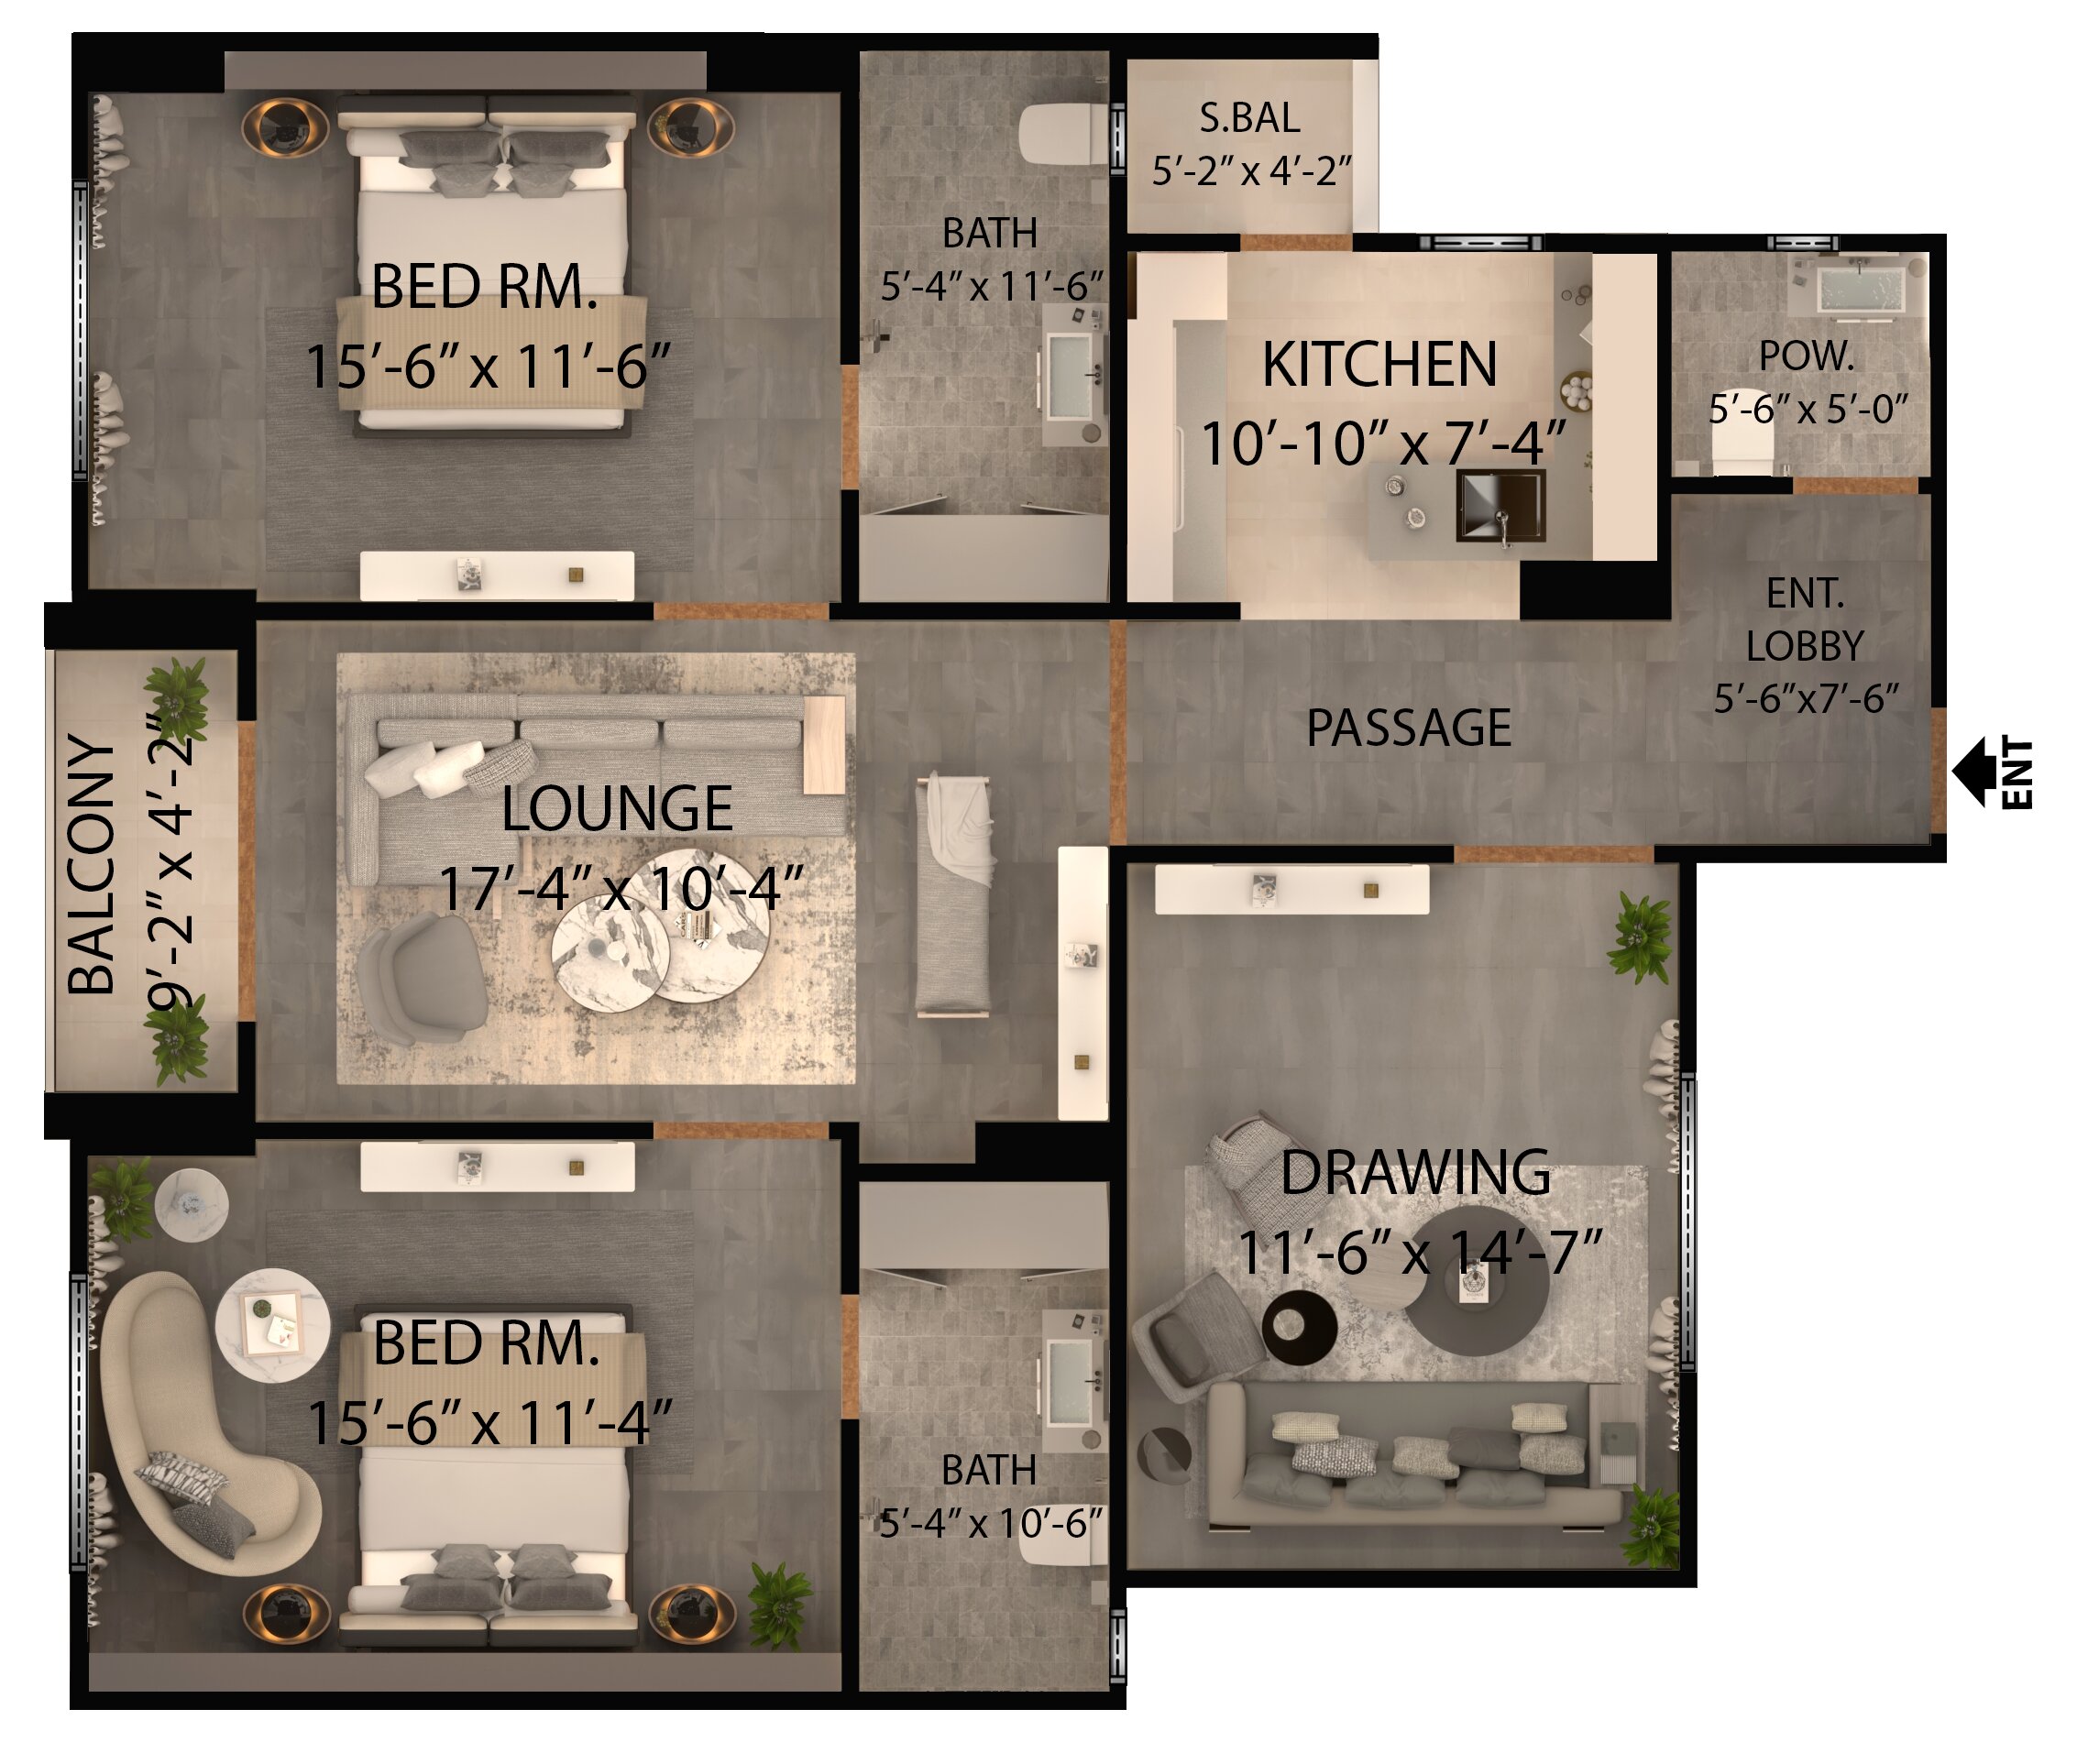 S.BAL
5’-2” x 4’-2”
BATH
5’-4” x 11’-6”
BED RM.
15’-6” x 11’-6”
KITCHEN
10’-10” x 7’-4”
POW.
5’-6” x 5’-0”
ENT.
LOBBY
5’-6”x7’-6”
PASSAGE
ENT
BALCONY
9’-2” x 4’-2”
LOUNGE
17’-4” x 10’-4”
DRAWING
11’-6” x 14’-7”
BED RM.
15’-6” x 11’-4”
BATH
5’-4” x 10’-6”